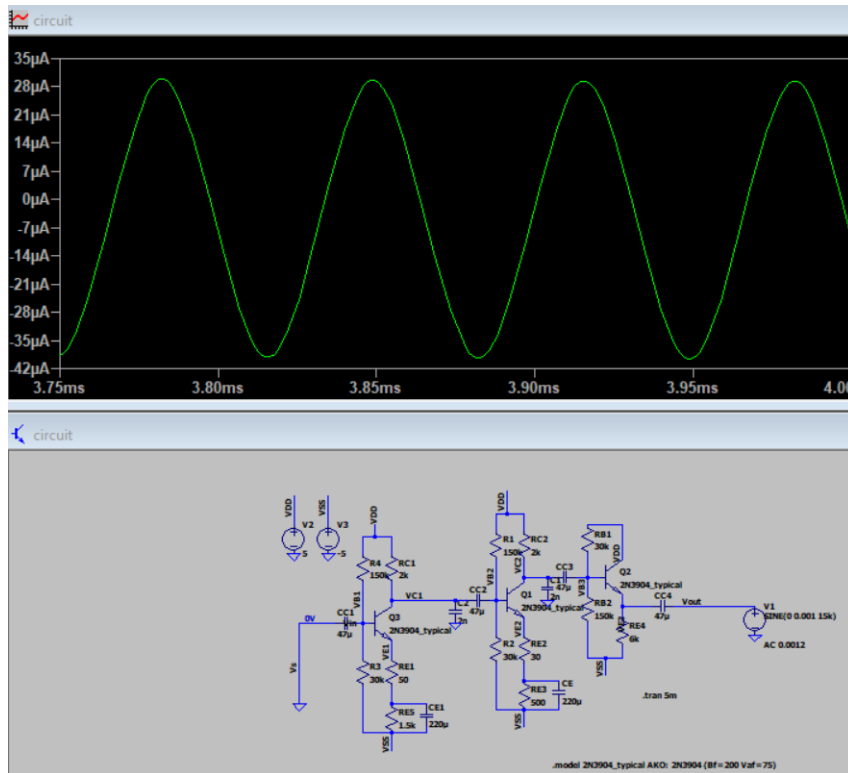 circuit
35µA
28µA
21µA
14µA
7µA
0µA
-7µA
-14µA
-21µA
-28µA
-35µA
-42µA
3.75ms 3.80ms 3.85ms 3.90ms 3.95ms 4.00
circuit
VDD
V2
5
VSS
V3
-5
VDD
R4
150k
RC1
2k
VB1
VC1
Q3
2N3904_typical
0V
CC1
47µ
Vs
R3
30k
VE1
RE1
50
RE5
1.5k
CE1
220µ
VSS
C2
2n
CC2
47µ
VDD
R1
150k
RC2
2k
VB2
VC2
Q1
2N3904_typical
C1
2n
CC3
47µ
R2
30k
VE2
RE2
30
RE3
500
CE
220µ
VSS
RB1
30k
VDD
VB3
Q2
2N3904_typical
RB2
150k
RE4
6k
VSS
CC4
47µ
Vout
V1
SINE(0 0.001 15k)
AC 0.0012
.tran 5m
.model 2N3904_typical AKO: 2N3904 (Bf=200 Vaf=75)